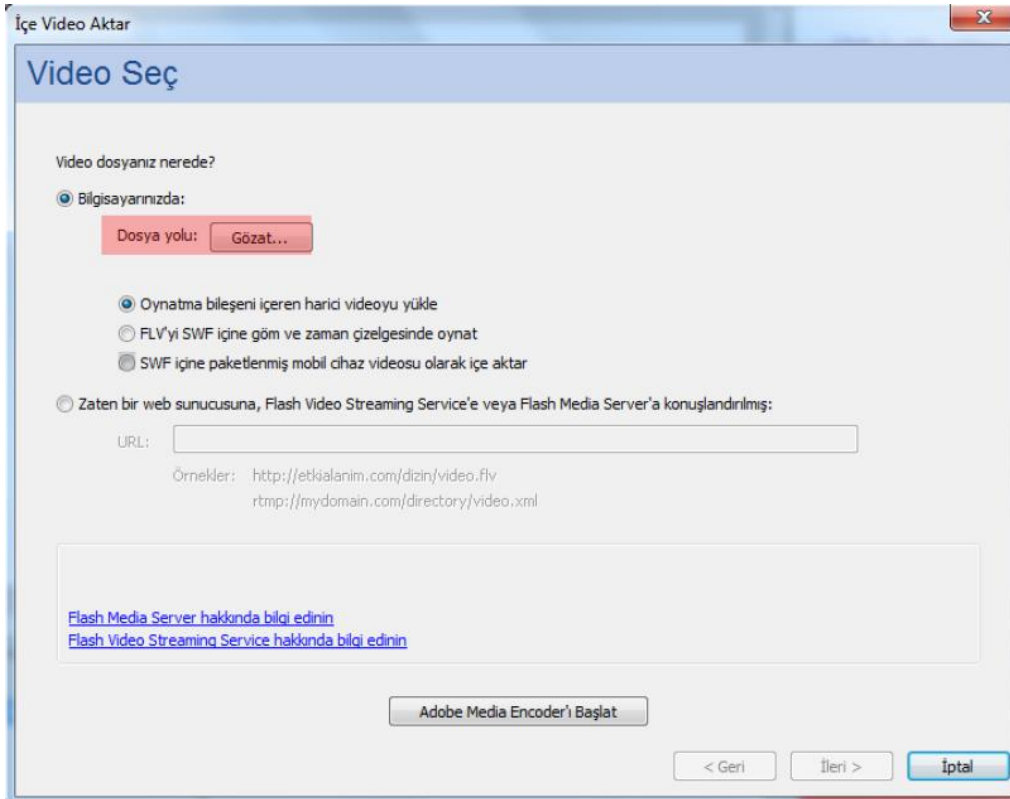 İçe Video Aktar
Video Seç
Video dosyanız nerede?
Bilgisayarınızda:
Dosya yolu: Gözat...
Oynatma bileşeni içeren harici videoyu yükle
FLV'yi SWF içine göm ve zaman çizelgesinde oynat
SWF içine paketlenmiş mobil cihaz videosu olarak içe aktar
Zaten bir web sunucusuna, Flash Video Streaming Service'e veya Flash Media Server'a konuşlandırılmış:
URL:
Örnekler: http://etkialanim.com/dizin/video.flv
rtmp://mydomain.com/directory/video.xml
Flash Media Server hakkında bilgi edinin
Flash Video Streaming Service hakkında bilgi edinin
Adobe Media Encoder'ı Başlat
< Geri İleri > İptal